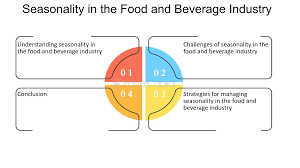 Seasonality in the Food and Beverage Industry
Understanding seasonality in
the food and beverage industry
Challenges of seasonality in the
food and beverage industry
01
02
Conclusion
04
03
Strategies for managing
seasonality in the food and
beverage industry